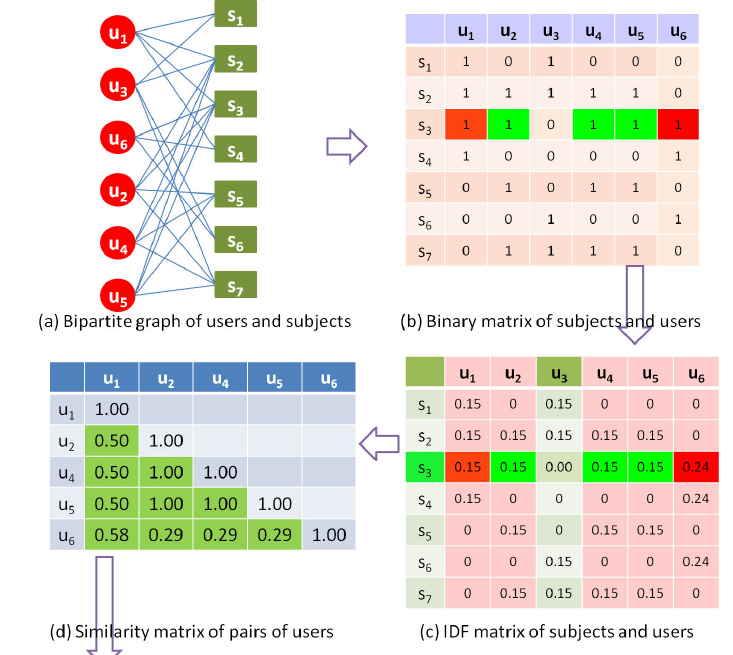 u1
u3
u6
u2
u4
u5
s1
s2
s3
s4
s5
s6
s7
(a) Bipartite graph of users and subjects
u1 u2 u3 u4 u5 u6
s1 1 0 1 0 0 0
s2 1 1 1 1 1 0
s3 1 1 0 1 1 1
s4 1 0 0 0 0 1
s5 0 1 0 1 1 0
s6 0 0 1 0 0 1
s7 0 1 1 1 1 0
(b) Binary matrix of subjects and users
u1 u2 u4 u5 u6
u1 1.00
u2 0.50 1.00
u4 0.50 1.00 1.00
u5 0.50 1.00 1.00 1.00
u6 0.58 0.29 0.29 0.29 1.00
(d) Similarity matrix of pairs of users
u1 u2 u3 u4 u5 u6
s1 0.15 0 0.15 0 0 0
s2 0.15 0.15 0.15 0.15 0.15 0
s3 0.15 0.15 0.00 0.15 0.15 0.24
s4 0.15 0 0 0 0 0.24
s5 0 0.15 0 0.15 0.15 0
s6 0 0 0.15 0 0 0.24
s7 0 0.15 0.15 0.15 0.15 0
(c) IDF matrix of subjects and users